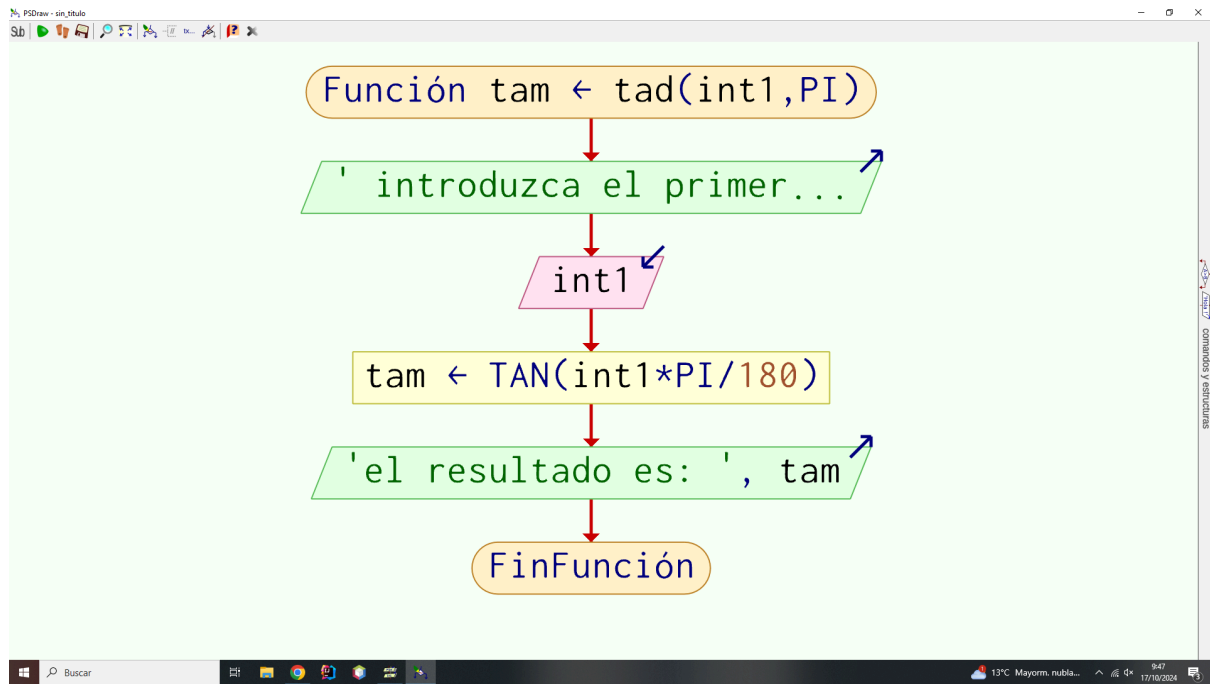 PSDraw - sin_titulo
Sub
Función tam ← tad(int1,PI)
' introduzca el primer...
int1
tam ← TAN(int1*PI/180)
'el resultado es: ', tam
FinFunción
comandos y estructuras
Buscar
13°C Mayorm. nubla...
9:47
17/10/2024